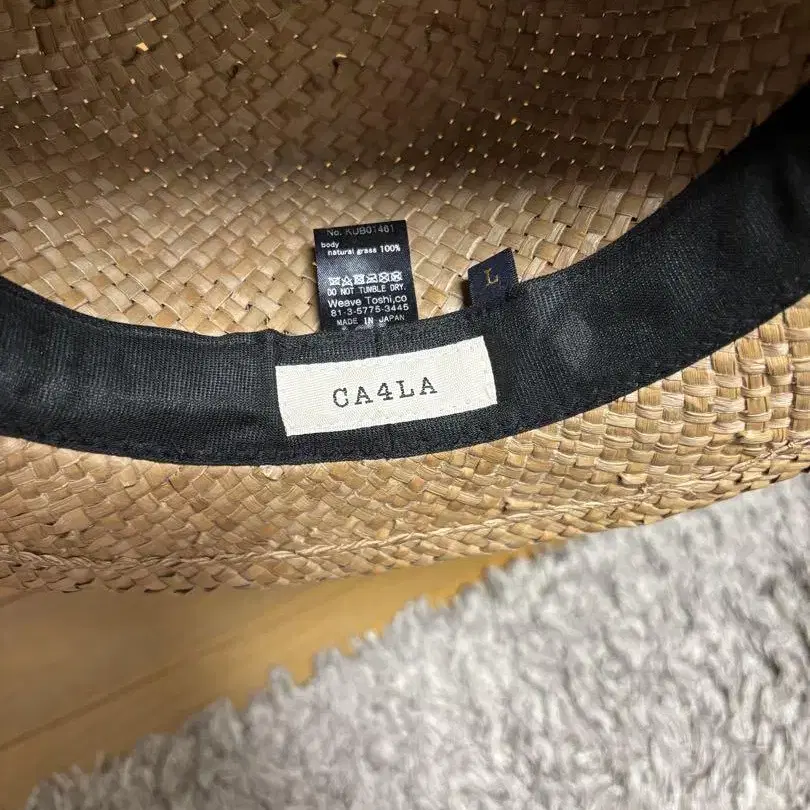 No. KUB01461
body
natural grass 100%
DO NOT TUMBLE DRY.
Weave Toshi,co
81-3-5775-3445
MADE IN JAPAN
L
CA4LA